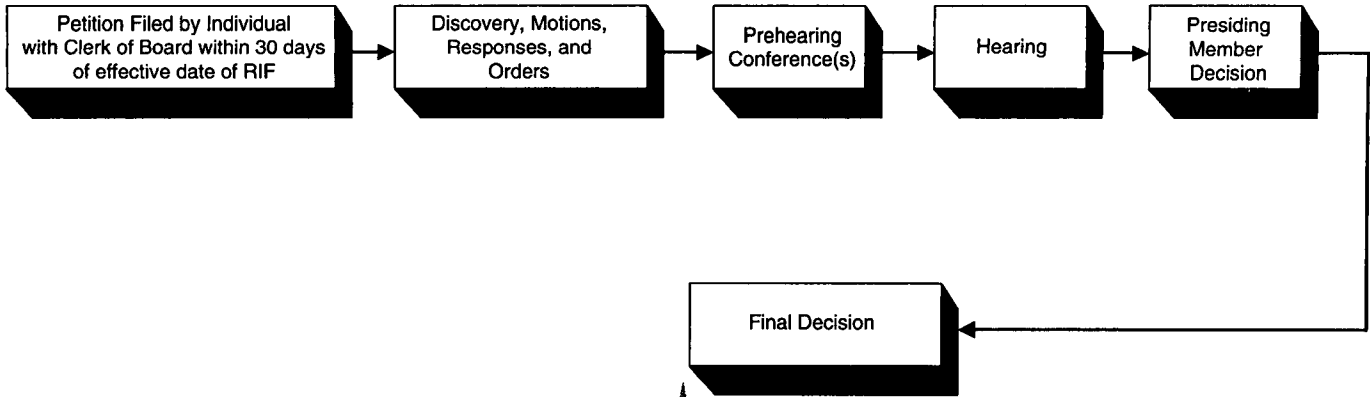 Petition Filed by Individual
with Clerk of Board within 30 days
of effective date of RIF
Discovery, Motions,
Responses, and
Orders
Prehearing
Conference(s)
Hearing
Presiding
Member
Decision
Final Decision